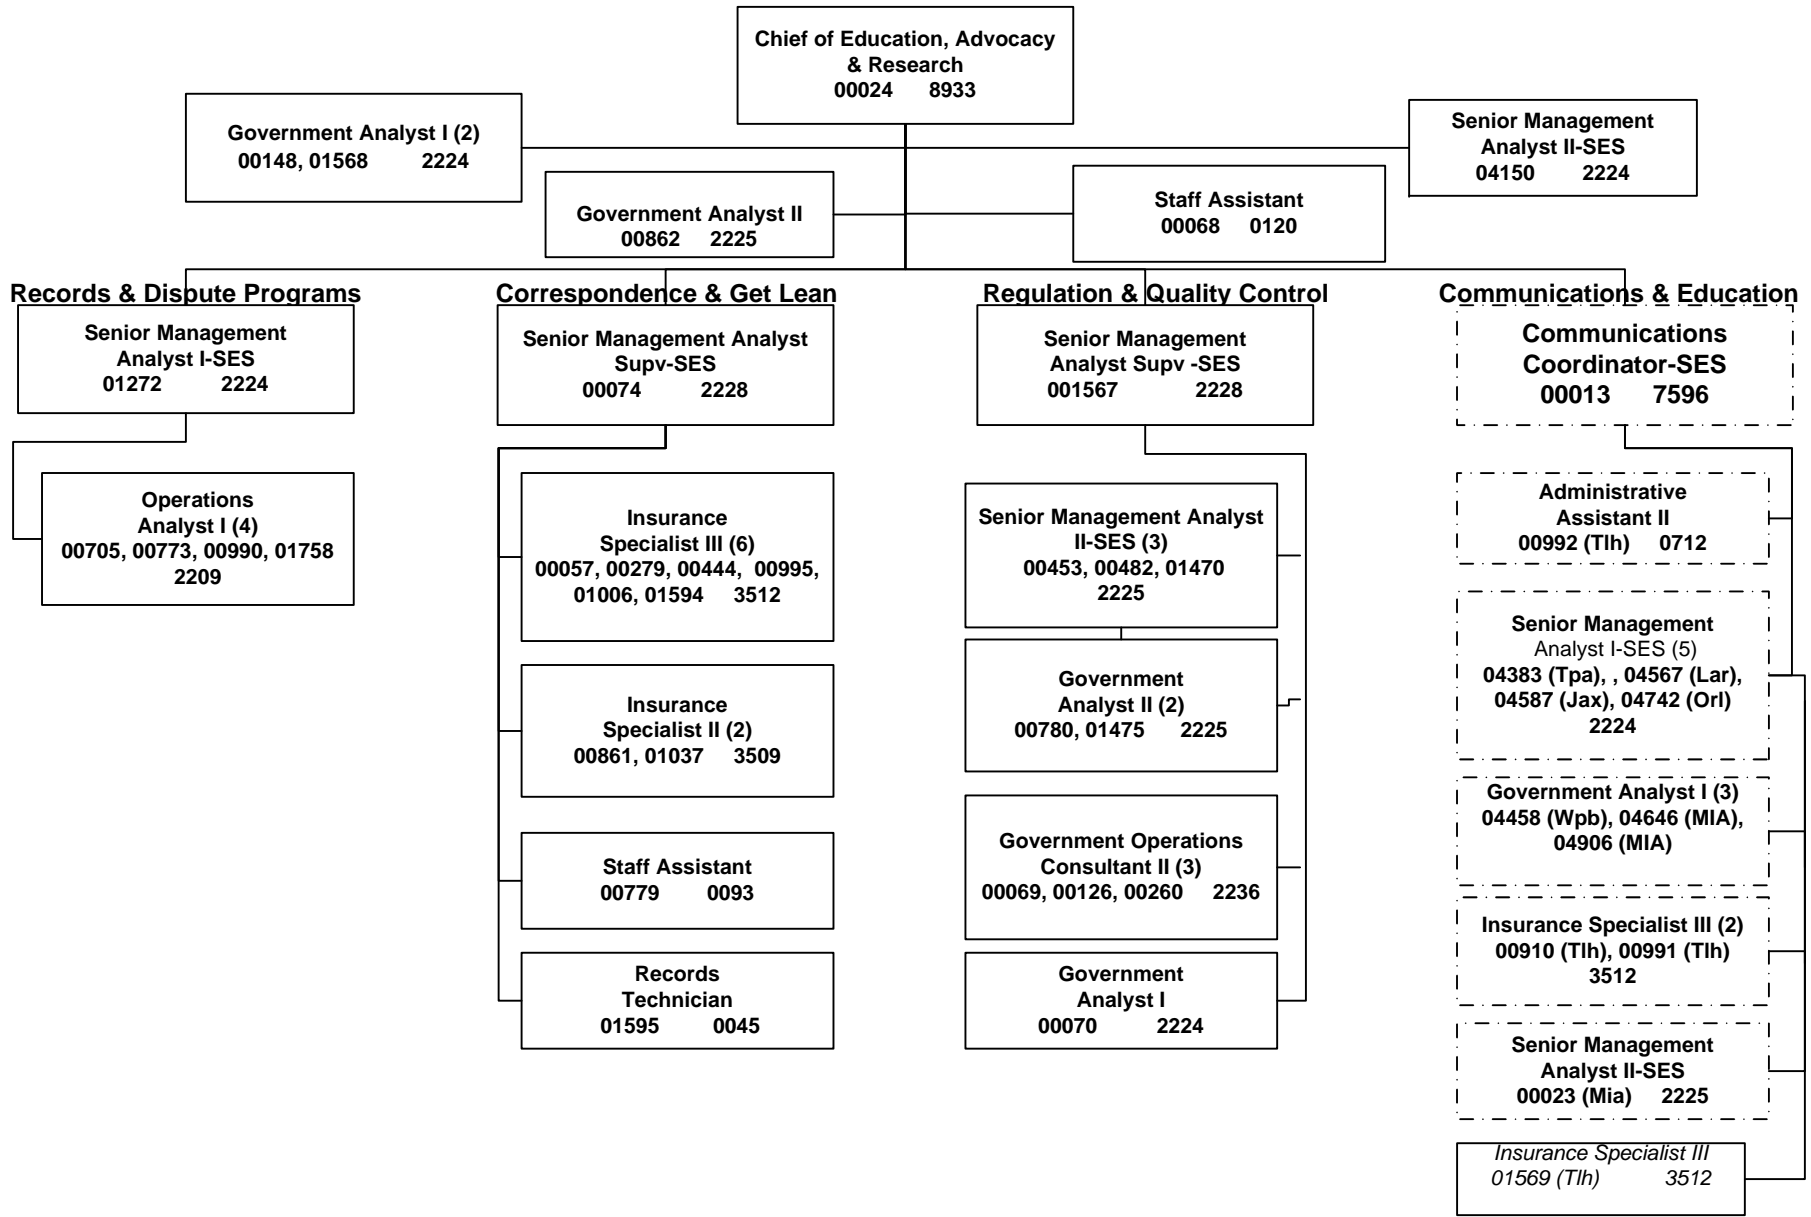 Chief of Education, Advocacy
& Research
00024 8933
Government Analyst I (2)
00148, 01568 2224
Senior Management
Analyst II-SES
04150 2224
Government Analyst II
00862 2225
Staff Assistant
00068 0120
Records & Dispute Programs
Senior Management
Analyst I-SES
01272 2224
Operations
Analyst I (4)
00705, 00773, 00990, 01758
2209
Correspondence & Get Lean
Senior Management Analyst
Supv-SES
00074 2228
Insurance
Specialist III (6)
00057, 00279, 00444, 00995,
01006, 01594 3512
Insurance
Specialist II (2)
00861, 01037 3509
Staff Assistant
00779 0093
Records
Technician
01595 0045
Regulation & Quality Control
Senior Management
Analyst Supv -SES
001567 2228
Senior Management Analyst
II-SES (3)
00453, 00482, 01470
2225
Government
Analyst II (2)
00780, 01475 2225
Government Operations
Consultant II (3)
00069, 00126, 00260 2236
Government
Analyst I
00070 2224
Communications & Education
Communications
Coordinator-SES
00013 7596
Administrative
Assistant II
00992 (Tlh) 0712
Senior Management
Analyst I-SES (5)
04383 (Tpa), , 04567 (Lar),
04587 (Jax), 04742 (Orl)
2224
Government Analyst I (3)
04458 (Wpb), 04646 (MIA),
04906 (MIA)
Insurance Specialist III (2)
00910 (Tlh), 00991 (Tlh)
3512
Senior Management
Analyst II-SES
00023 (Mia) 2225
Insurance Specialist III
01569 (Tlh) 3512